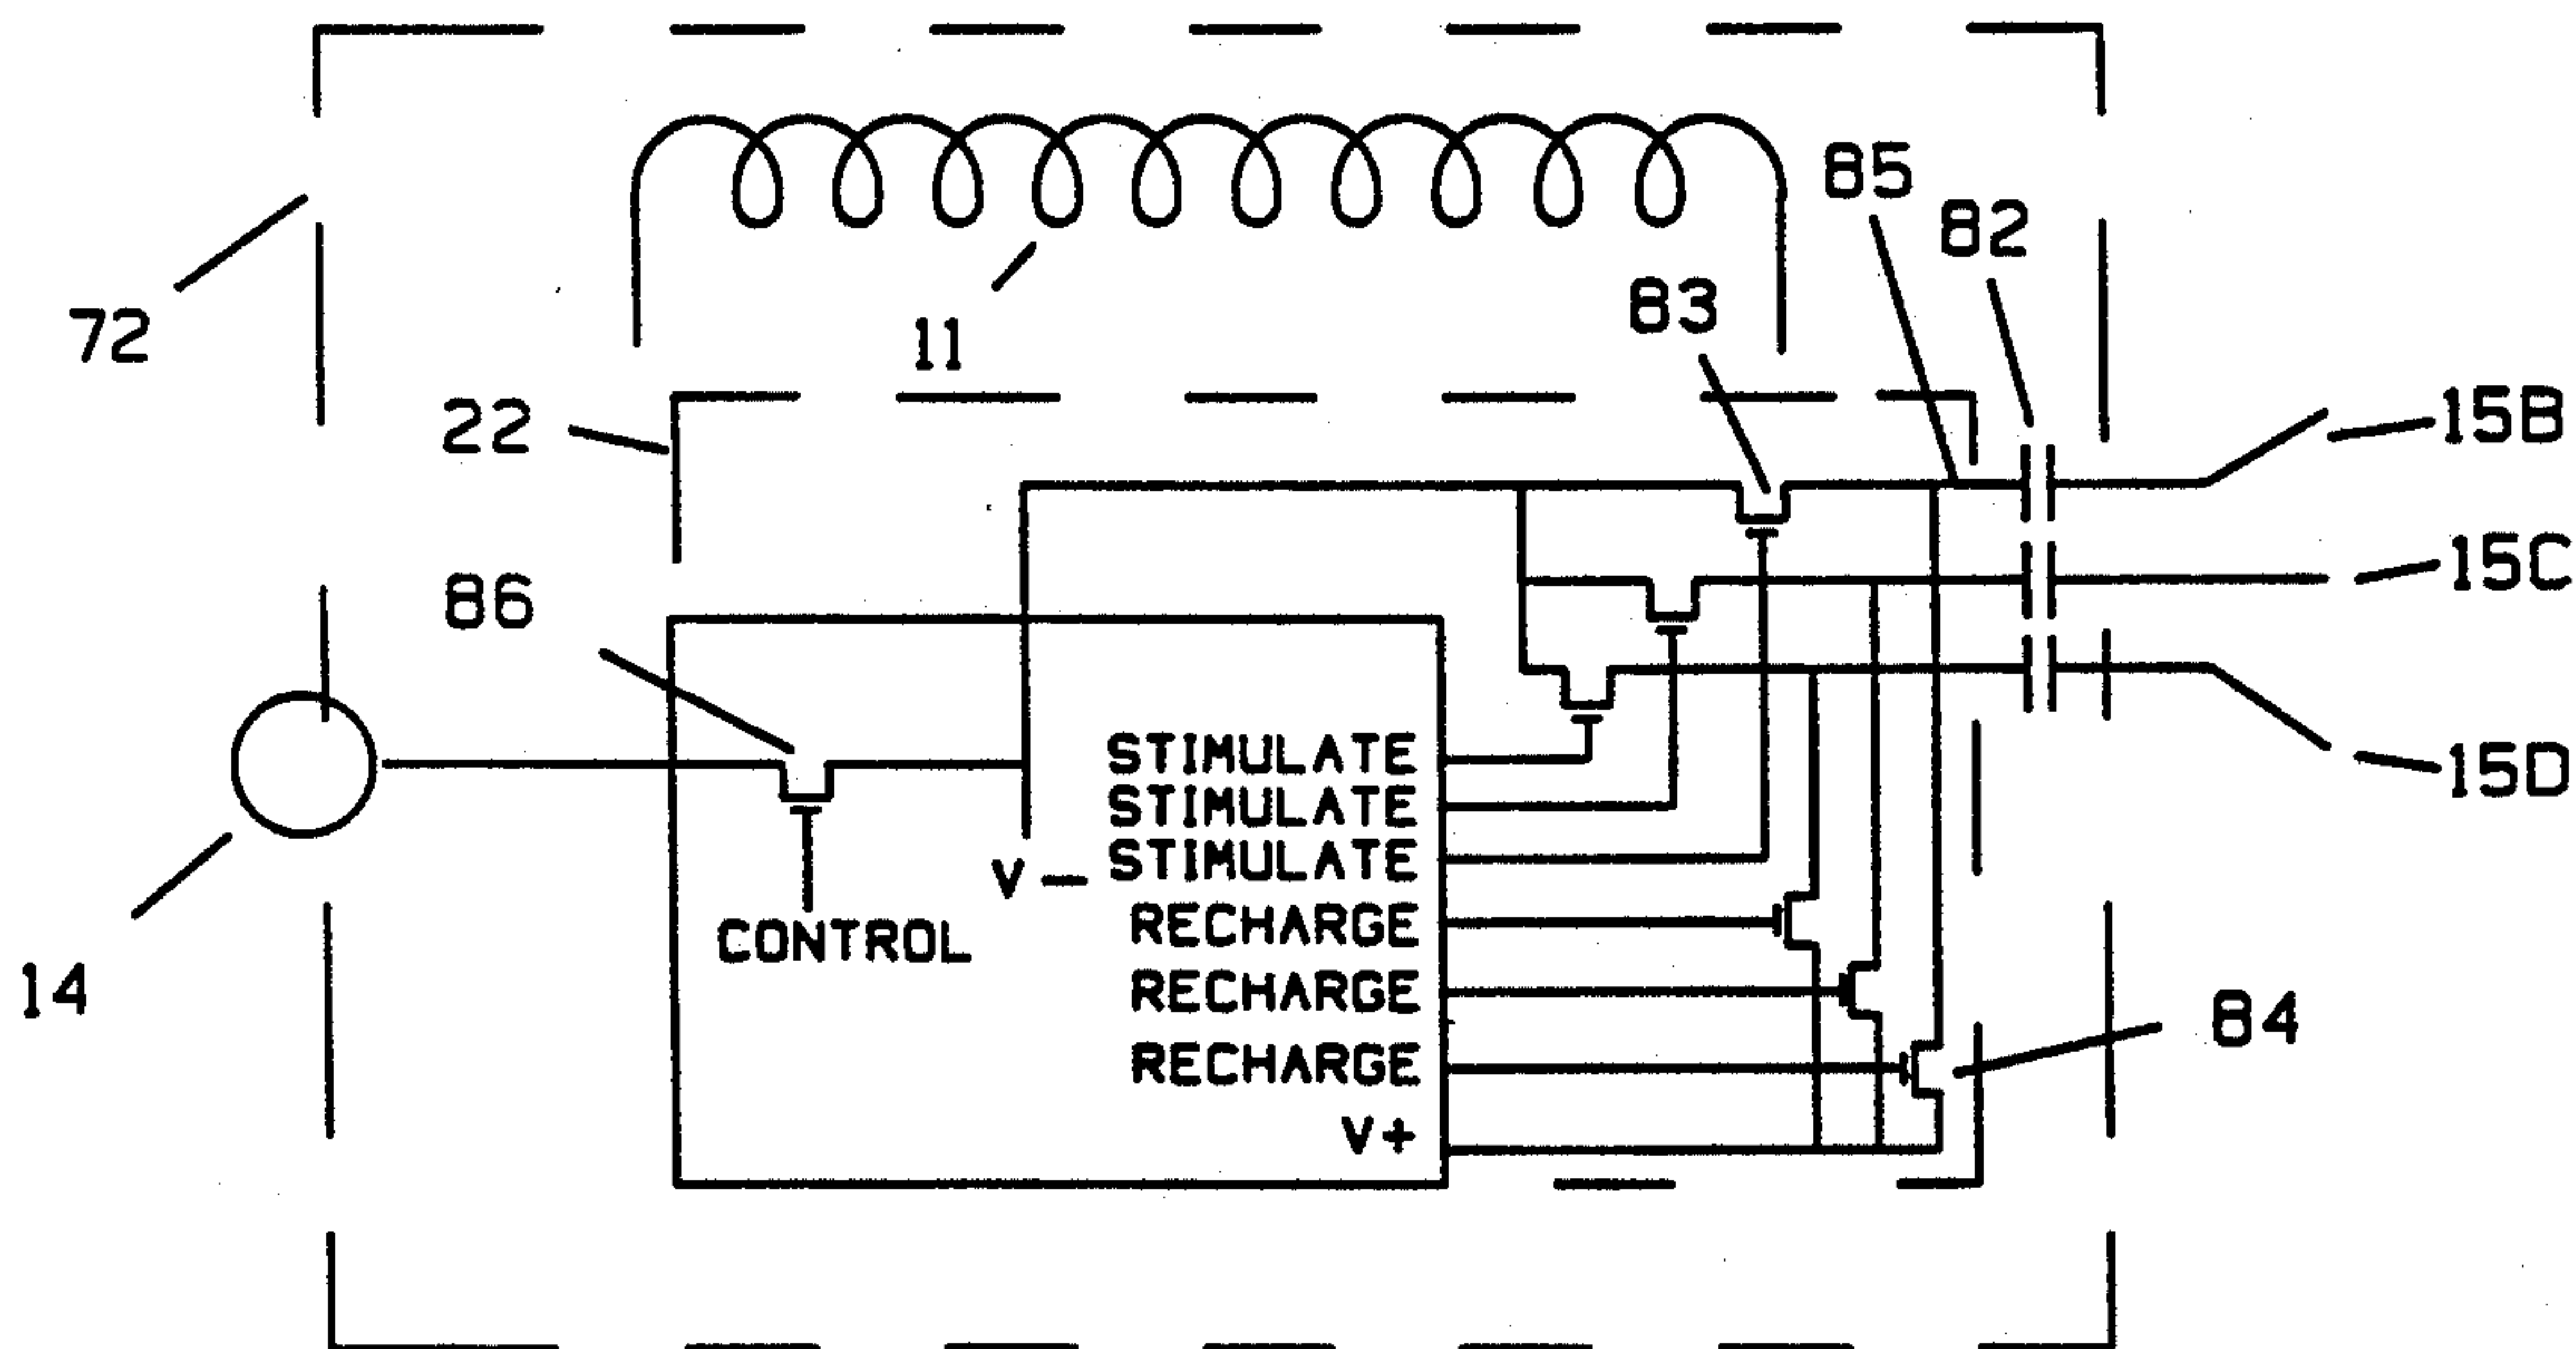 85
82
83
72
11
22
15B
15C
86
15D
STIMULATE
STIMULATE
STIMULATE
V -
RECHARGE
CONTROL
RECHARGE
14
84
RECHARGE
V+